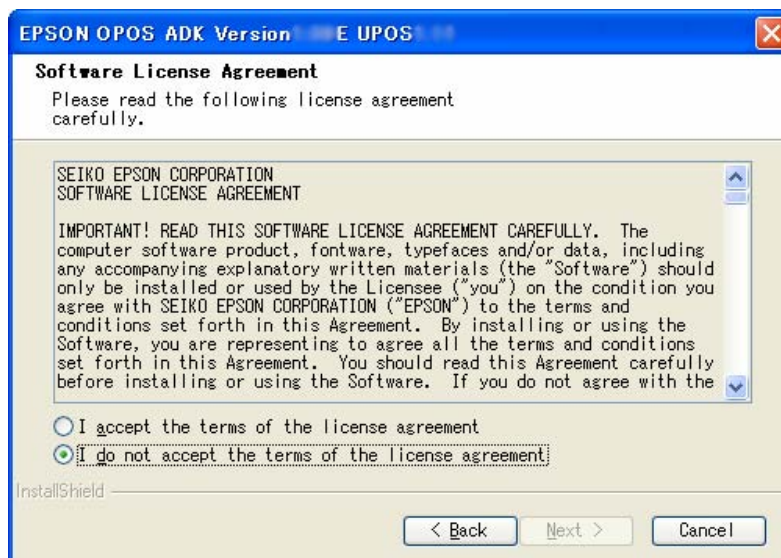 EPSON OPOS ADK Version E UPOS
Software License Agreement
Please read the following license agreement
carefully.
SEIKO EPSON CORPORATION
SOFTWARE LICENSE AGREEMENT
IMPORTANT! READ THIS SOFTWARE LICENSE AGREEMENT CAREFULLY. The
computer software product, fontware, typefaces and/or data, including
any accompanying explanatory written materials (the "Software") should
only be installed or used by the Licensee ("you") on the condition you
agree with SEIKO EPSON CORPORATION ("EPSON") to the terms and
conditions set forth in this Agreement. By installing or using the
Software, you are representing to agree all the terms and conditions
set forth in this Agreement. You should read this Agreement carefully
before installing or using the Software. If you do not agree with the
I accept the terms of the license agreement
I do not accept the terms of the license agreement
InstallShield
< Back
Next >
Cancel